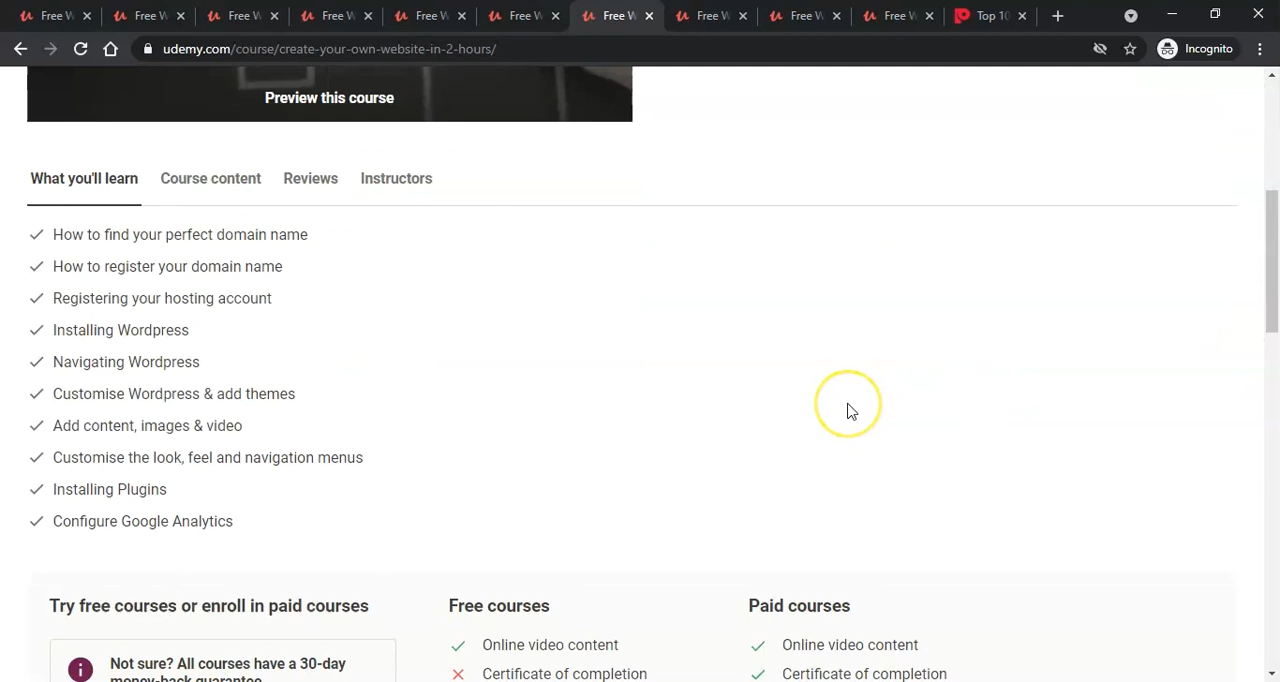 Free W Free W Free W Free W Free W Free W Free W Free W Free W Free W Top 10
udemy.com/course/create-your-own-website-in-2-hours/ Incognito
Preview this course
What you'll learn Course content Reviews Instructors
How to find your perfect domain name
How to register your domain name
Registering your hosting account
Installing Wordpress
Navigating Wordpress
Customise Wordpress & add themes
Add content, images & video
Customise the look, feel and navigation menus
Installing Plugins
Configure Google Analytics
Try free courses or enroll in paid courses Free courses Paid courses
Online video content Online video content
Not sure? All courses have a 30-day
Certificate of completion Certificate of completion
money-back guarantee